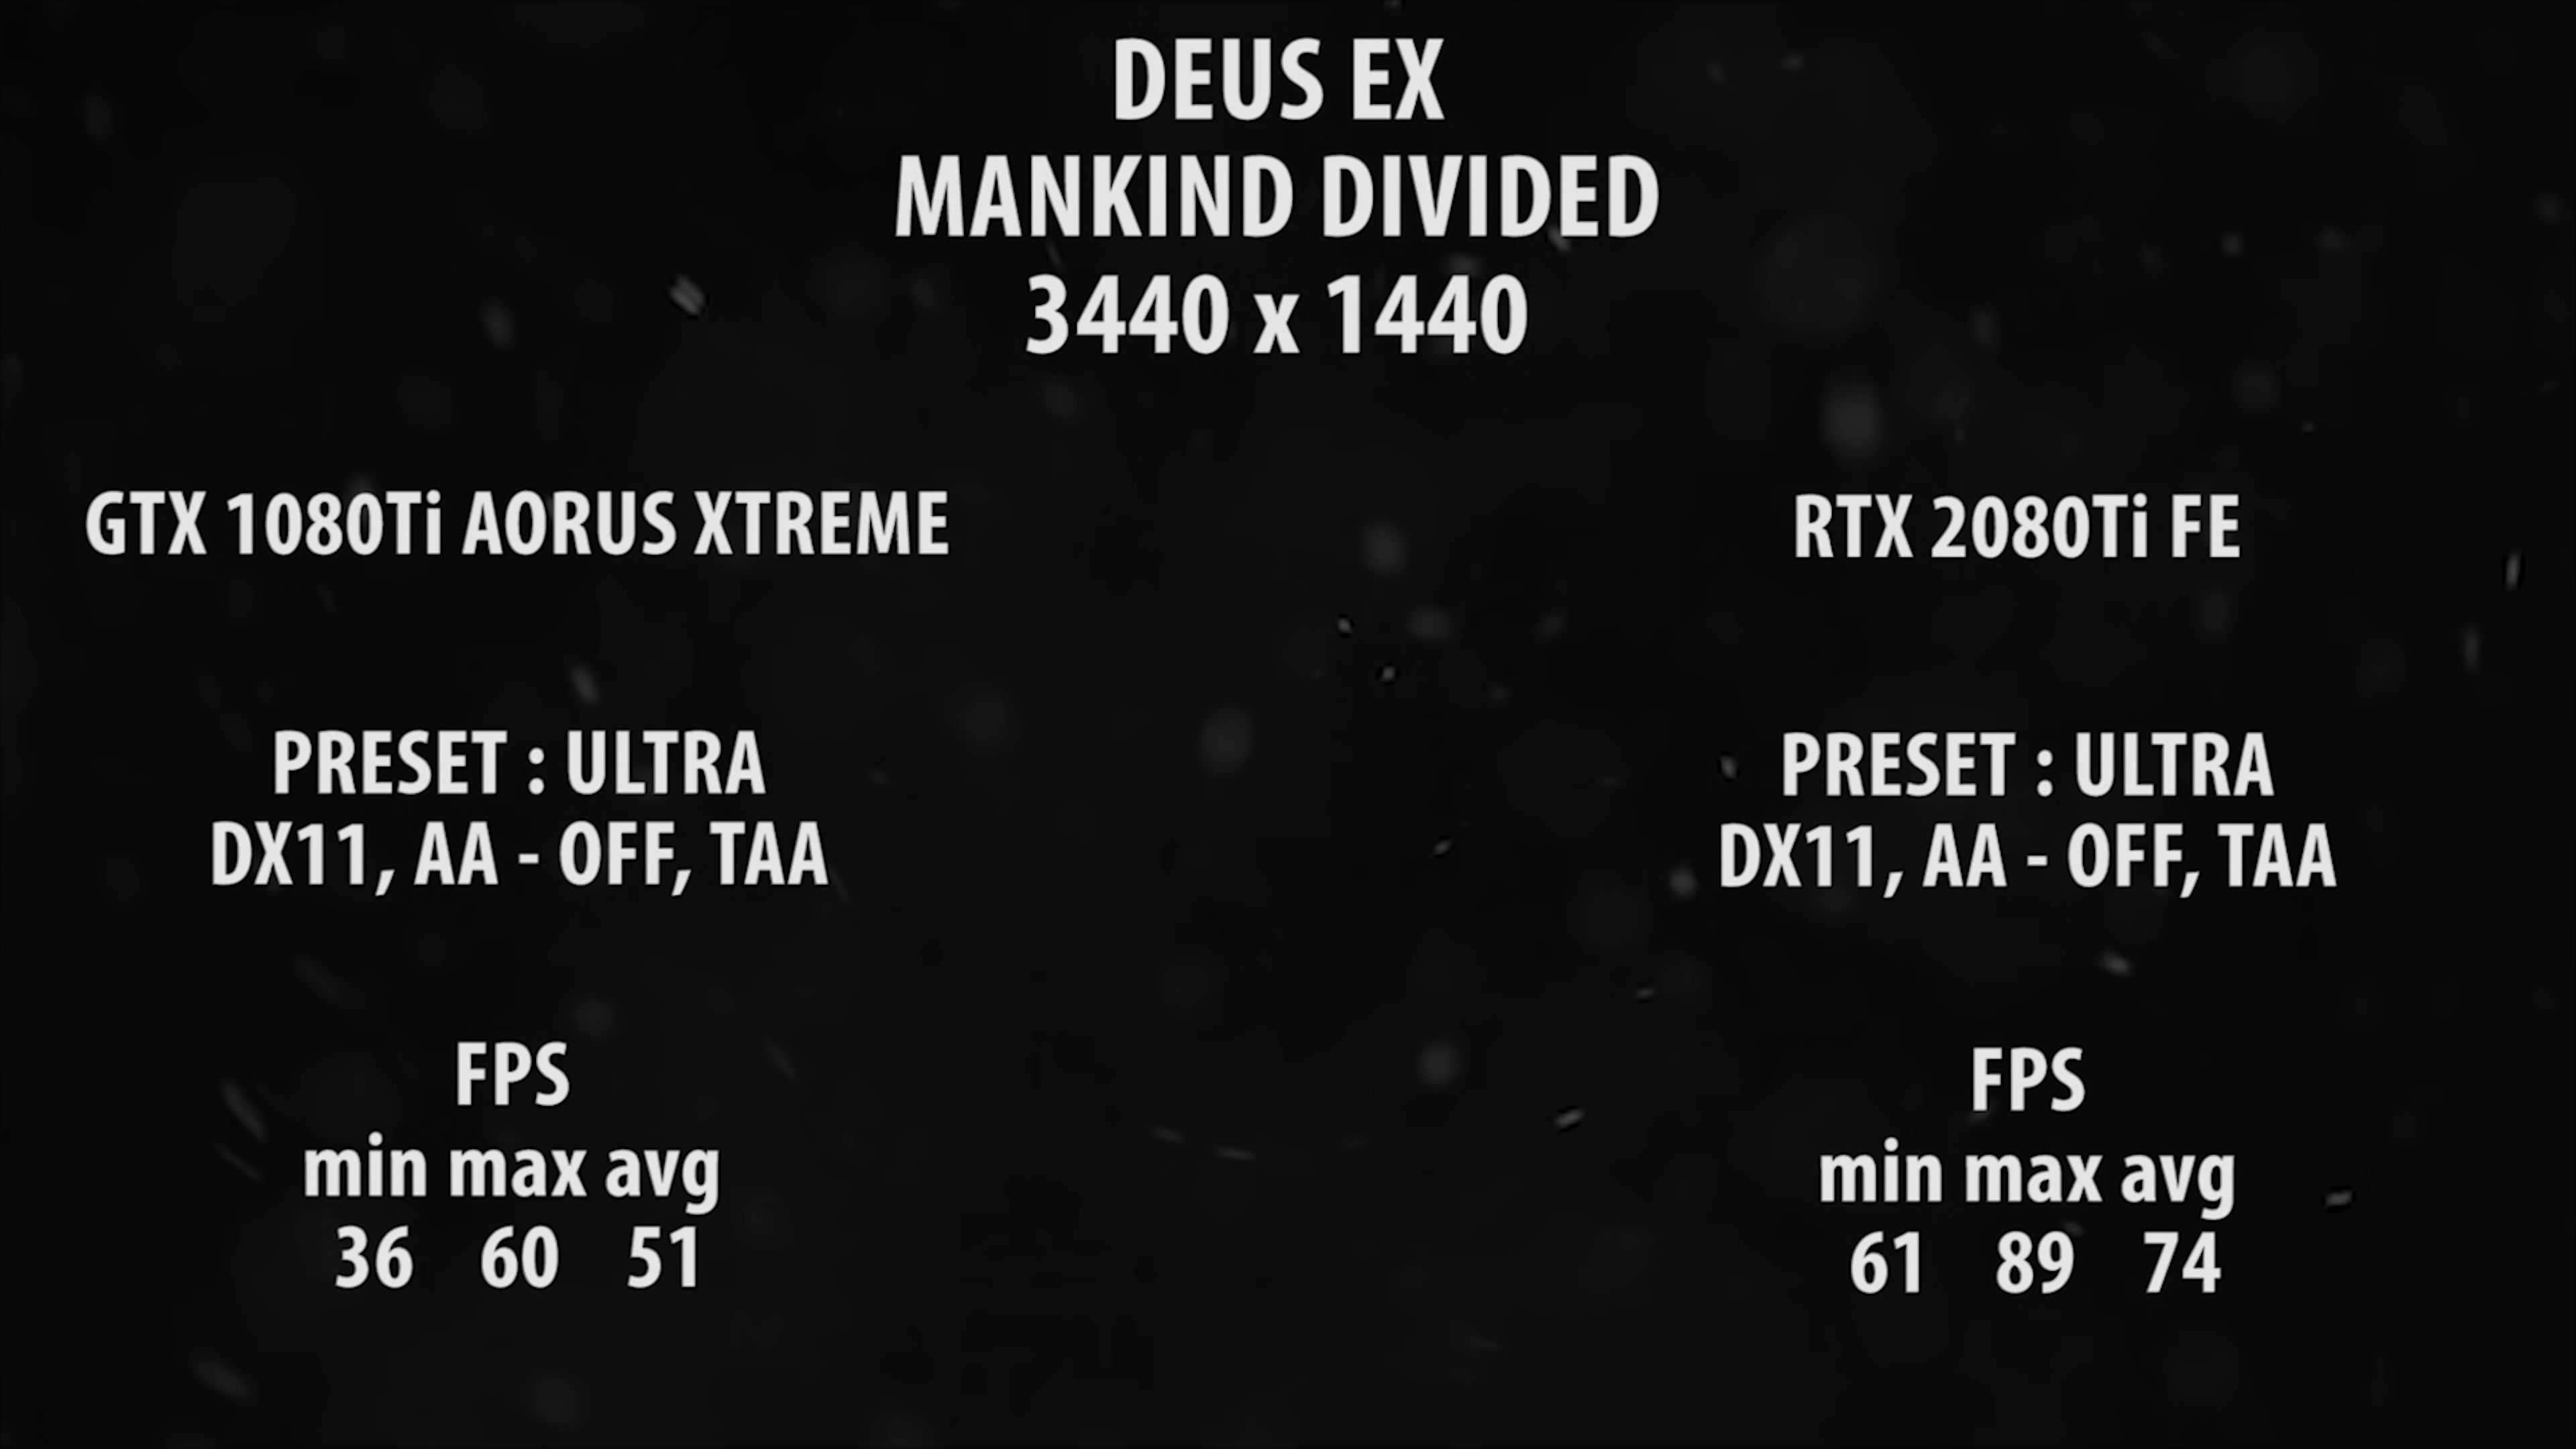 DEUS EX
MANKIND DIVIDED
3440 x 1440
GTX 1080Ti AORUS XTREME
PRESET : ULTRA
DX11, AA - OFF, TAA
FPS
min max avg
36 60 51
RTX 2080Ti FE
PRESET : ULTRA
DX11, AA - OFF, TAA
FPS
min max avg
61 89 74